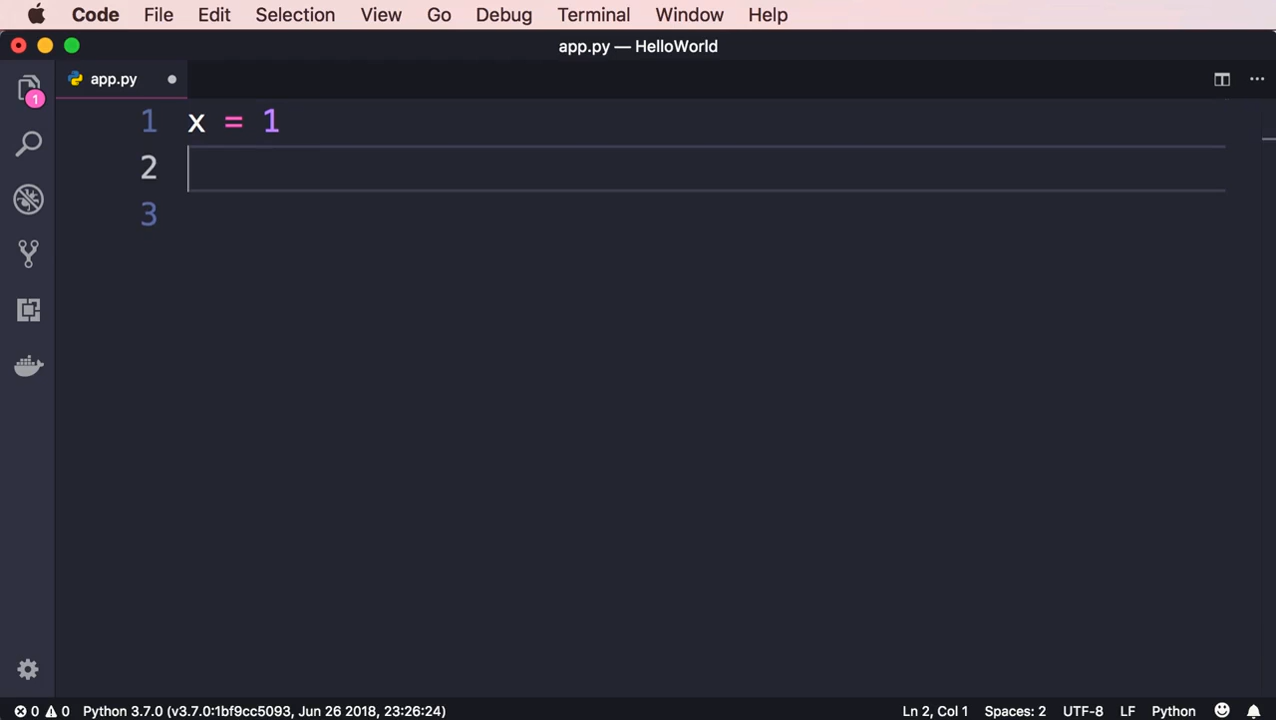 Code File Edit Selection View Go Debug Terminal Window Help
app.py — HelloWorld
app.py
1
1 x = 1
2
3
0 0 Python 3.7.0 (v3.7.0:1bf9cc5093, Jun 26 2018, 23:26:24) Ln 2, Col 1 Spaces: 2 UTF-8 LF Python